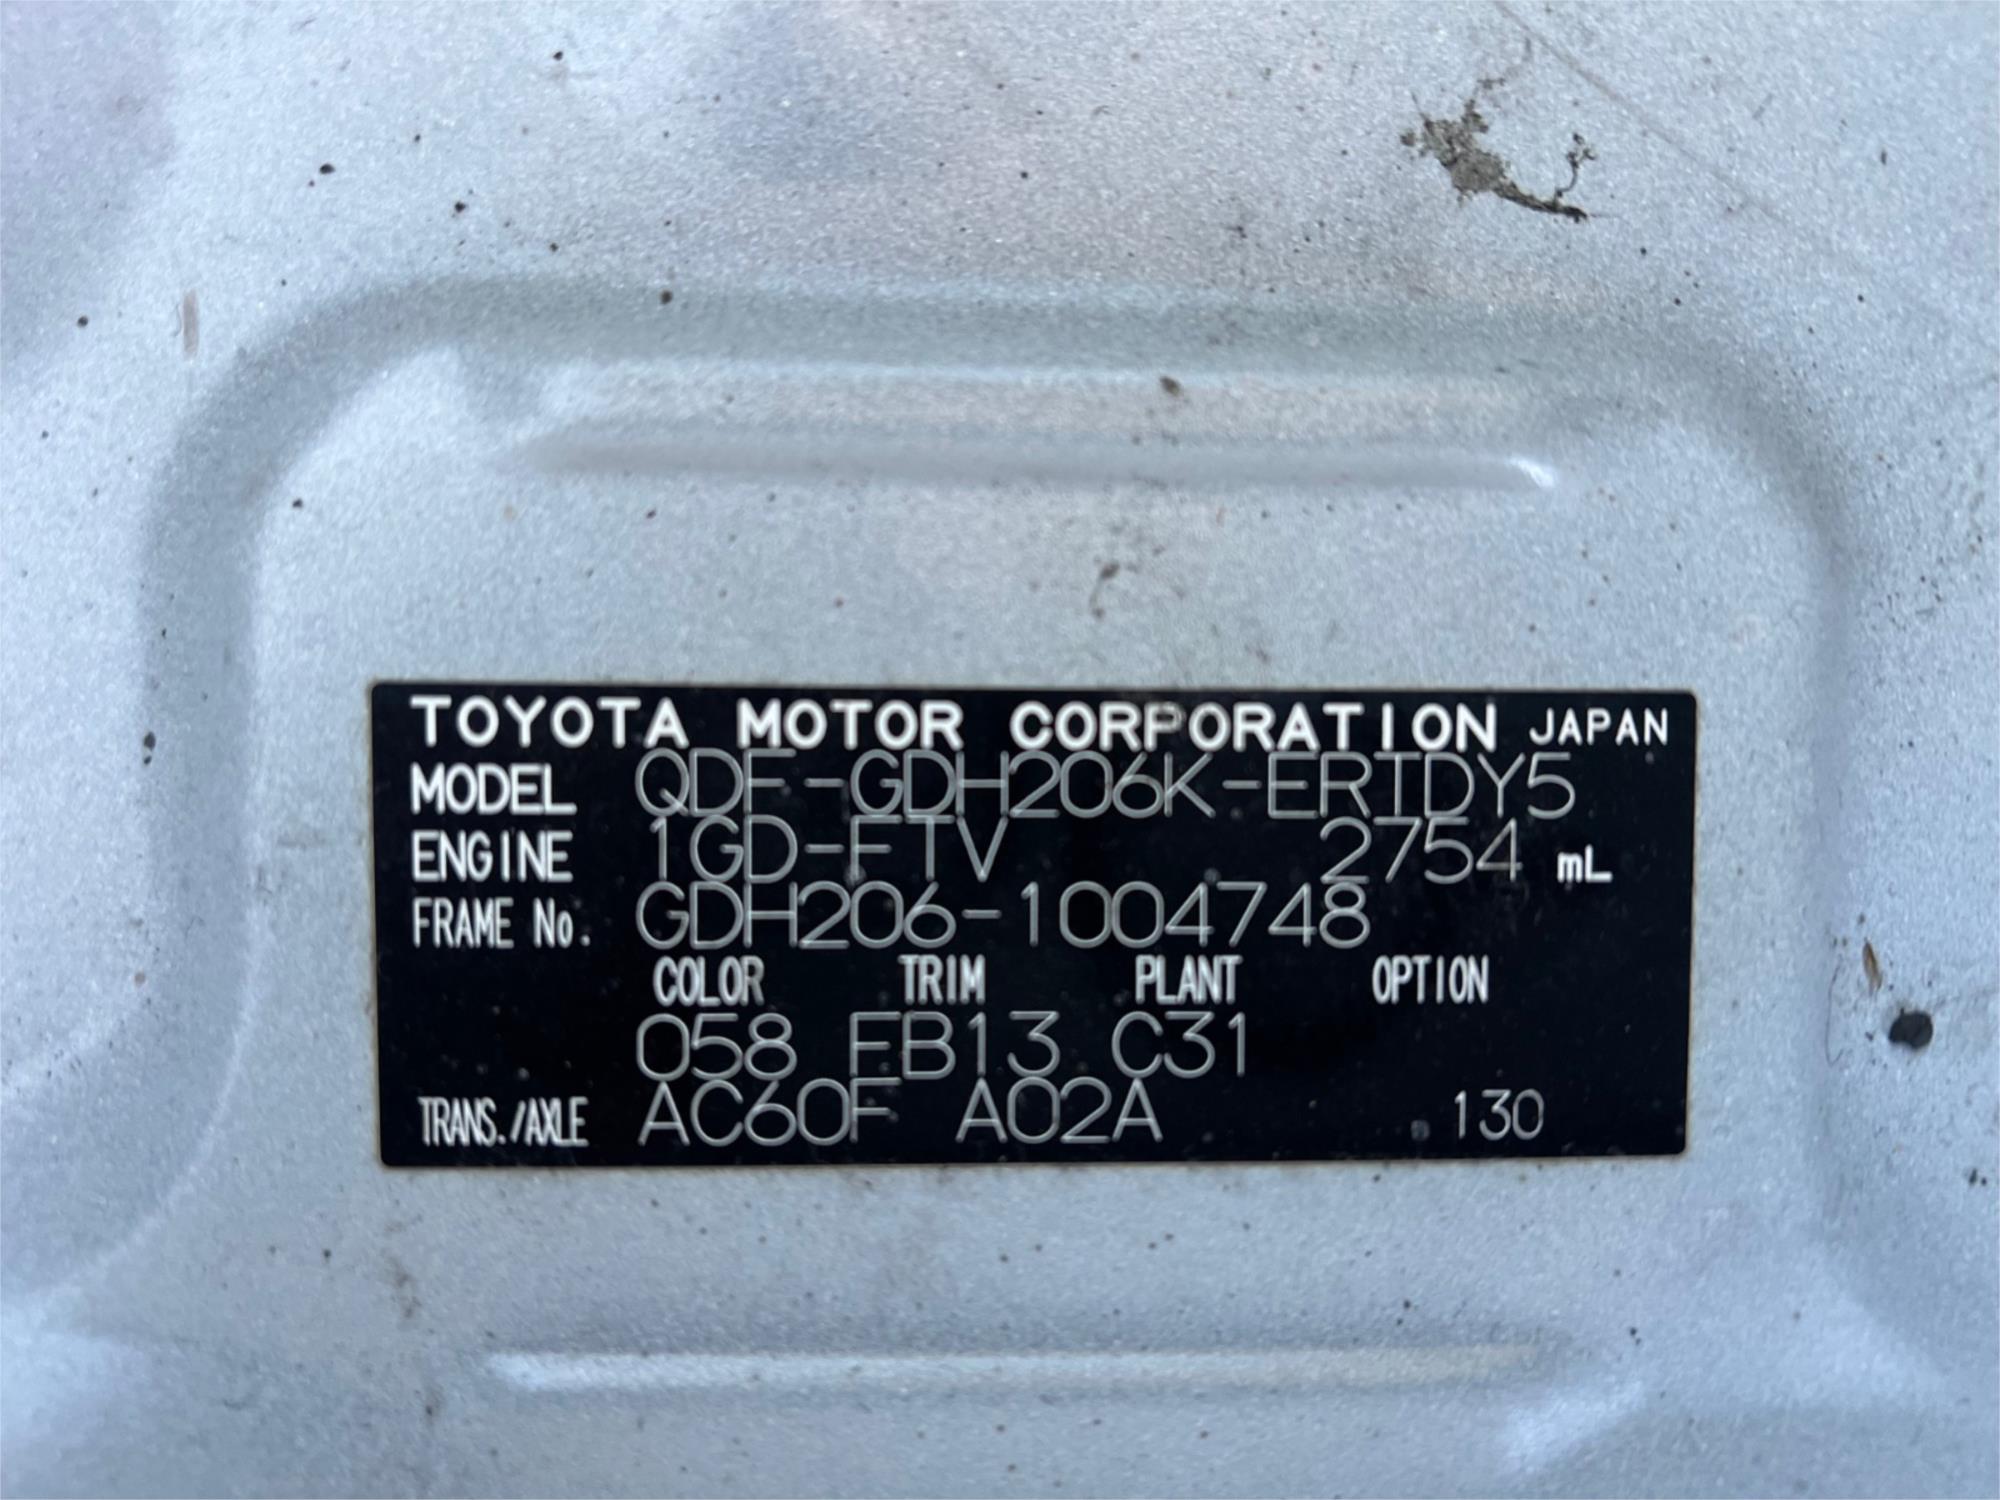 TOYOTA MOTOR CORPORATION JAPAN
MODEL QDF-GDH206K-ERTDY5
ENGINE 1GD-FTV 2754 mL
FRAME No. GDH206-1004748
COLOR TRIM PLANT OPTION
058 FB13 C31
TRANS./AXLE AC60F A02A 130